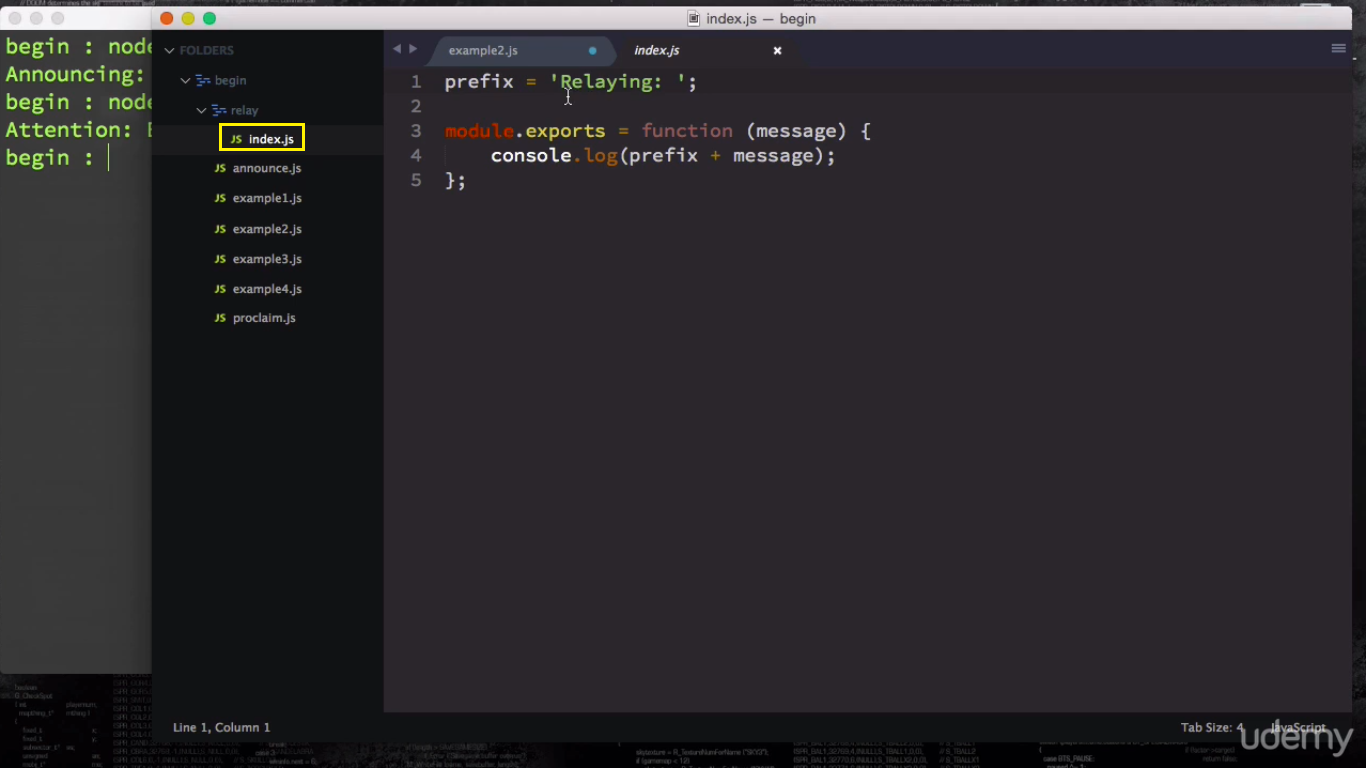 index.js — begin
begin : node
Announcing:
begin : node
Attention:
begin :
FOLDERS
begin
relay
JS index.js
JS announce.js
JS example1.js
JS example2.js
JS example3.js
JS example4.js
JS proclaim.js
example2.js
index.js
1 prefix = 'Relaying: ';
2
3 module.exports = function (message) {
4 console.log(prefix + message);
5 };
Line 1, Column 1
Tab Size: 4
JavaScript
udemy